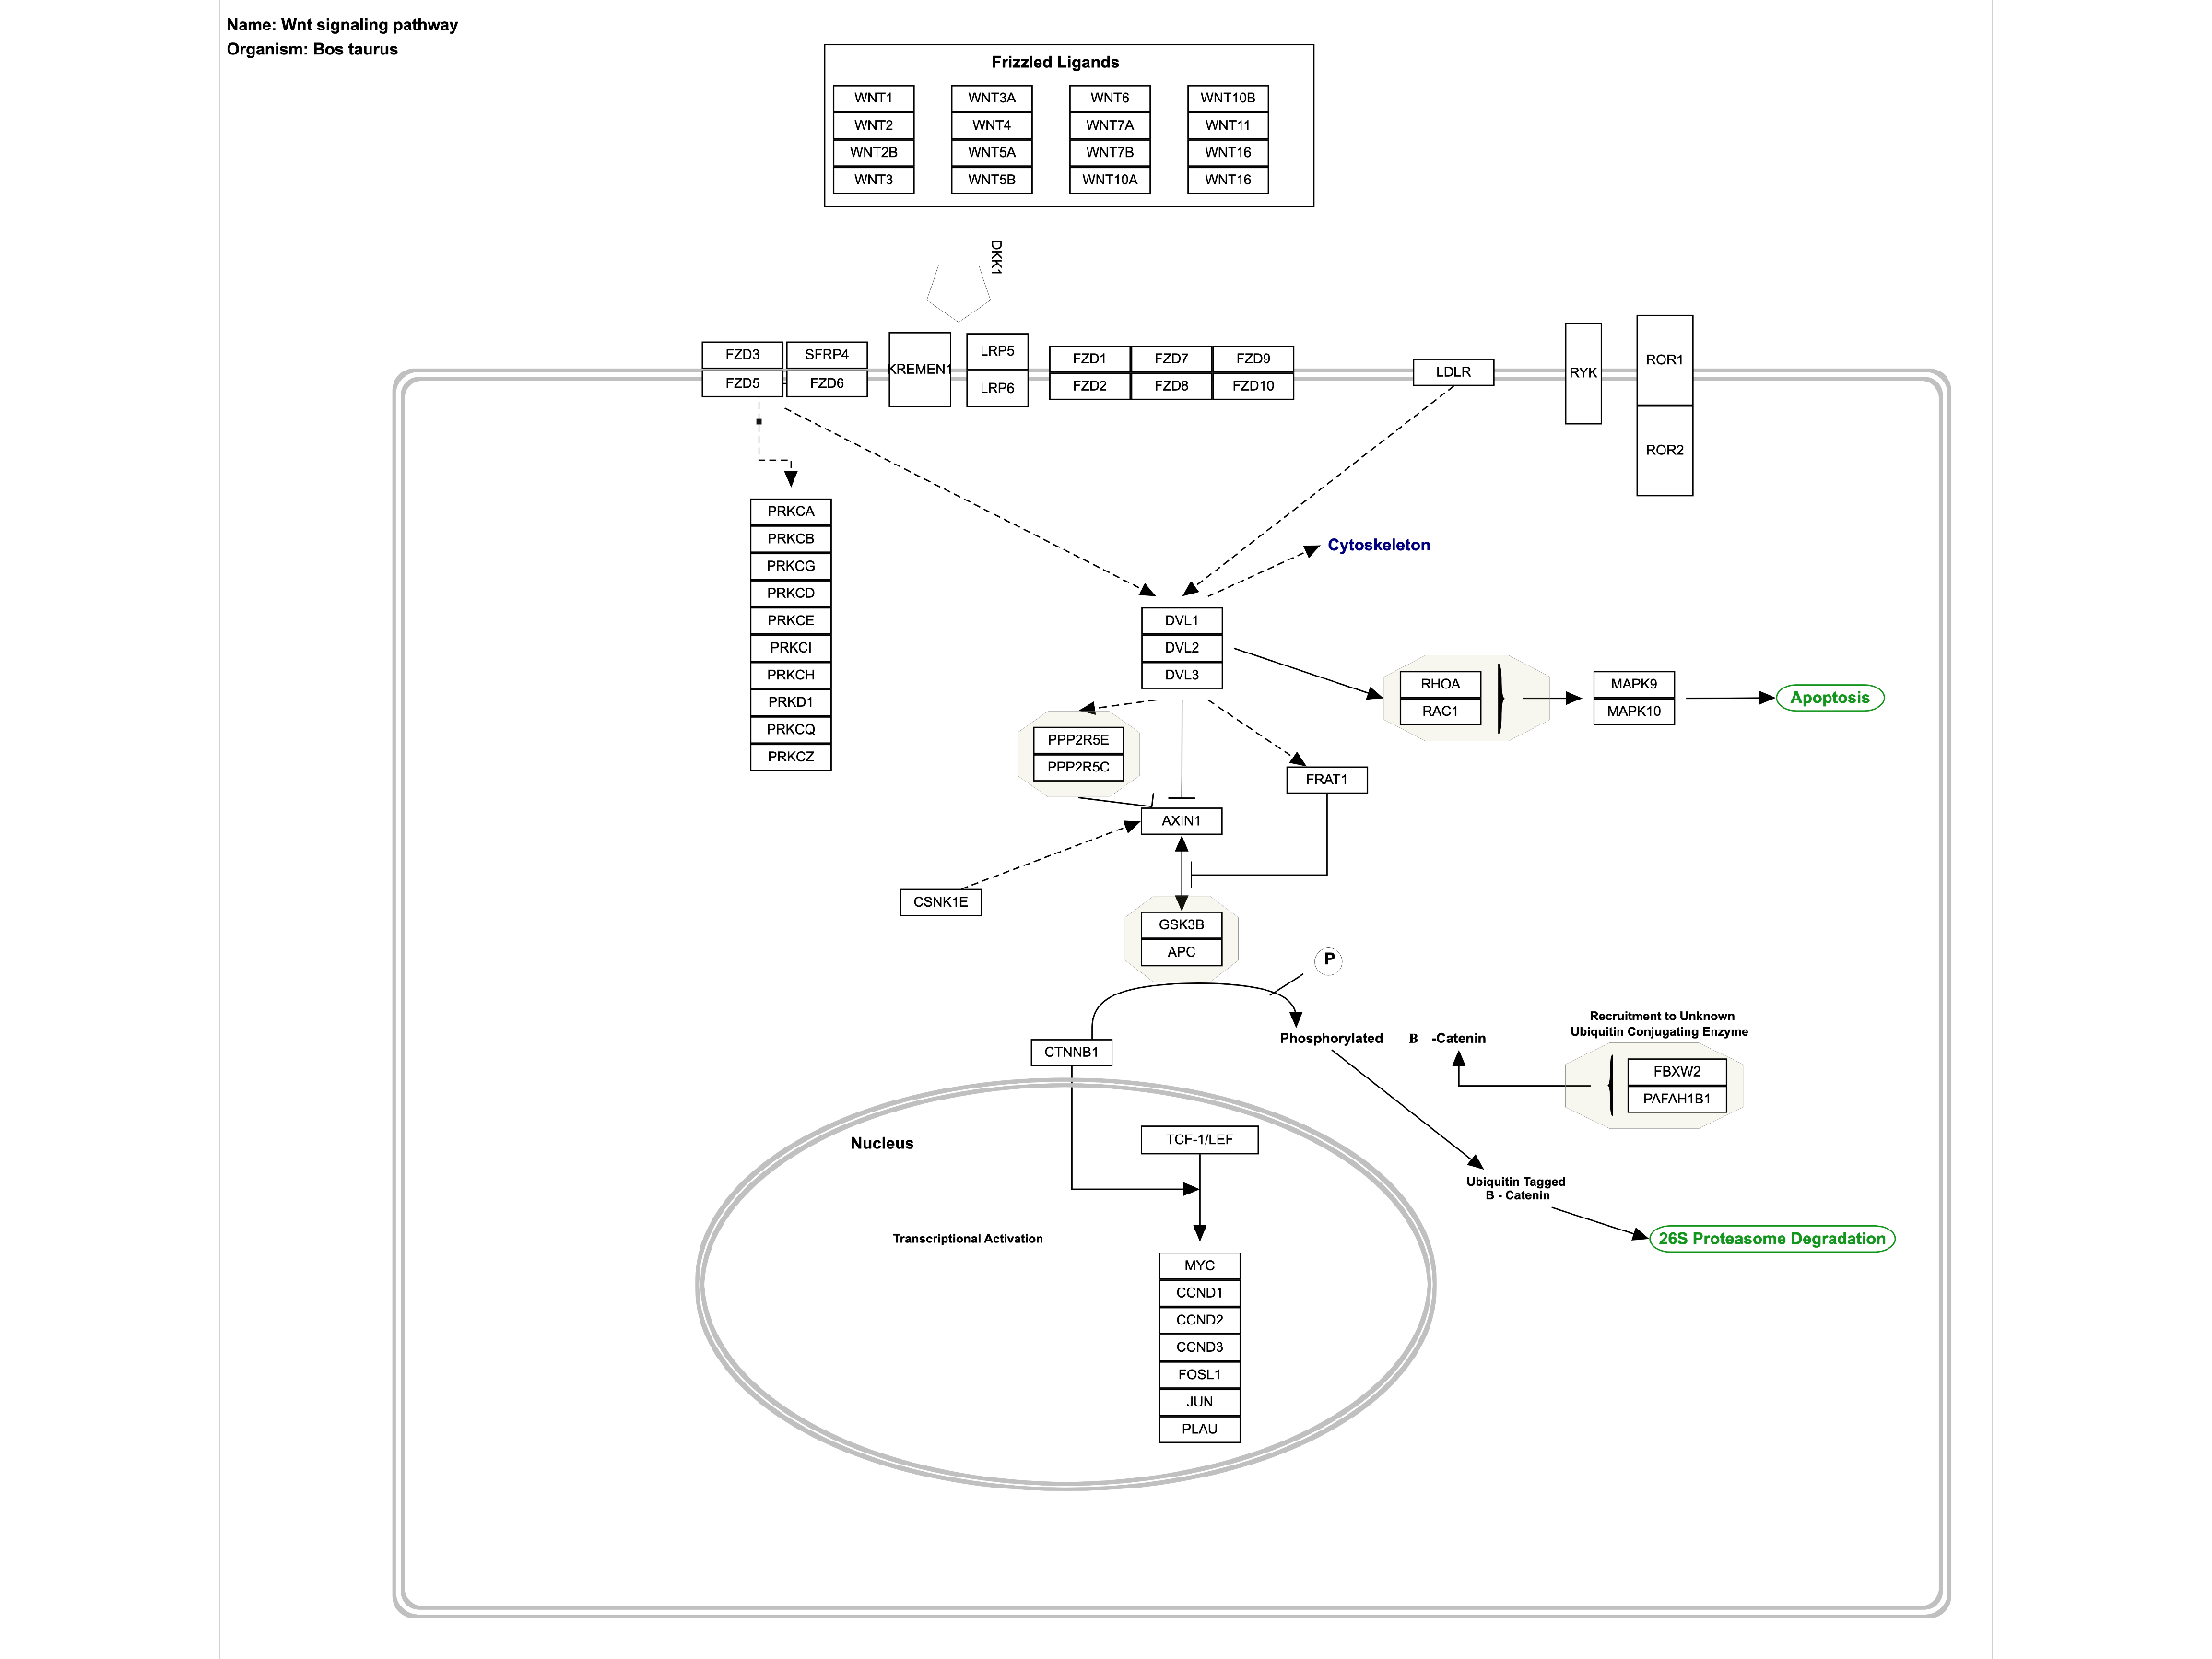 Name: Wnt signaling pathway
Organism: Bos taurus
Frizzled Ligands
WNT1 WNT3A WNT6 WNT10B
WNT2 WNT4 WNT7A WNT11
WNT2B WNT5A WNT7B WNT16
WNT3 WNT5B WNT10A WNT16
DKK1
FZD3 SFRP4
FZD5 FZD6
KREMEN1
LRP5
LRP6
FZD1 FZD7 FZD9
FZD2 FZD8 FZD10
LDLR
RYK
ROR1
ROR2
PRKCA
PRKCB
PRKCG
PRKCD
PRKCE
PRKCI
PRKCH
PRKD1
PRKCQ
PRKCZ
Cytoskeleton
DVL1
DVL2
DVL3
RHOA
RAC1
MAPK9
MAPK10
Apoptosis
PPP2R5E
PPP2R5C
FRAT1
AXIN1
CSNK1E
GSK3B
APC
P
CTNNB1
Phosphorylated B -Catenin
Recruitment to Unknown
Ubiquitin Conjugating Enzyme
FBXW2
PAFAH1B1
Nucleus
TCF-1/LEF
Ubiquitin Tagged
B - Catenin
Transcriptional Activation
26S Proteasome Degradation
MYC
CCND1
CCND2
CCND3
FOSL1
JUN
PLAU